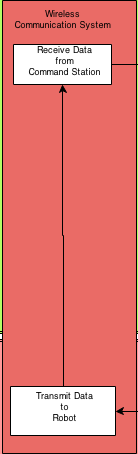 Wireless
Communication System
Receive Data
from
Command Station
Transmit Data
to
Robot